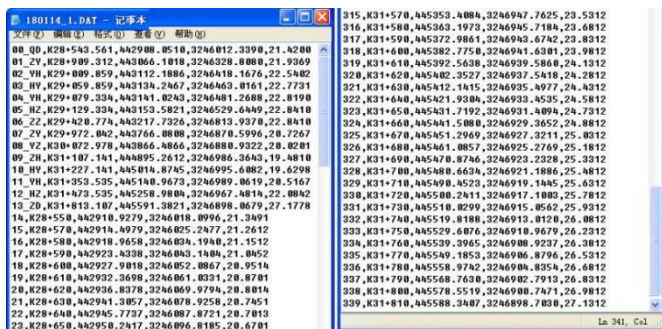 180114_1.DAT - 记事本
文件(F) 编辑(E) 格式(O) 查看(V) 帮助(H)
00_QD,K28+543.561,442908.0510,3246012.3390,21.4200
01_ZY,K28+909.312,443066.1018,3246328.8080,21.9369
02_YH,K29+009.859,443112.1886,3246418.1676,22.5402
03_HY,K29+059.859,443134.2467,3246463.0161,22.7731
04_YH,K29+079.334,443141.0243,3246481.2688,22.8190
05_HZ,K29+129.334,443153.5821,3246529.6449,22.8410
06_ZZ,K29+420.774,443217.7326,3246813.9370,22.8410
07_ZY,K29+972.042,443766.0808,3246870.5996,20.7267
08_YZ,K30+072.978,443866.4866,3246880.9322,20.0201
09_ZH,K31+107.141,444895.2612,3246986.3643,19.4810
10_HY,K31+227.141,445014.8745,3246995.6082,19.6298
11_YH,K31+353.535,445140.9673,3246989.0619,20.5167
12_HZ,K31+473.535,445258.9804,3246967.4814,22.0842
13_ZD,K31+813.107,445591.3821,3246898.0679,27.1778
14,K28+550,442910.9279,3246018.0996,21.3491
15,K28+570,442914.4979,3246025.2477,21.2612
16,K28+580,442918.9658,3246034.1940,21.1512
17,K28+590,442923.4338,3246043.1404,21.0452
18,K28+600,442927.9018,3246052.0867,20.9514
19,K28+610,442932.3698,3246061.0331,20.8701
20,K28+620,442936.8378,3246069.9794,20.8014
21,K28+630,442941.3057,3246078.9258,20.7451
22,K28+640,442945.7737,3246087.8721,20.7013
23,K28+650,442950.2417,3246096.8185,20.6701
315,K31+570,445353.4084,3246947.7625,23.5312
316,K31+580,445363.1973,3246945.7184,23.6812
317,K31+590,445372.9861,3246943.6742,23.8312
318,K31+600,445382.7750,3246941.6301,23.9812
319,K31+610,445392.5638,3246939.5860,24.1312
320,K31+620,445402.3527,3246937.5418,24.2812
321,K31+630,445412.1415,3246935.4977,24.4312
322,K31+640,445421.9304,3246933.4535,24.5812
323,K31+650,445431.7192,3246931.4094,24.7312
324,K31+660,445441.5080,3246929.3652,24.8812
325,K31+670,445451.2969,3246927.3211,25.0312
326,K31+680,445461.0857,3246925.2769,25.1812
327,K31+690,445470.8746,3246923.2328,25.3312
328,K31+700,445480.6634,3246921.1886,25.4812
329,K31+710,445490.4523,3246919.1445,25.6312
330,K31+720,445500.2411,3246917.1003,25.7812
331,K31+730,445510.0299,3246915.0562,25.9312
332,K31+740,445519.8188,3246913.0120,26.0812
333,K31+750,445529.6076,3246910.9679,26.2312
334,K31+760,445539.3965,3246908.9237,26.3812
335,K31+770,445549.1853,3246906.8796,26.5312
336,K31+780,445558.9742,3246904.8354,26.6812
337,K31+790,445568.7630,3246902.7913,26.8312
338,K31+800,445578.5519,3246900.7471,26.9812
339,K31+810,445588.3407,3246898.7030,27.1312
Ln 341, Col